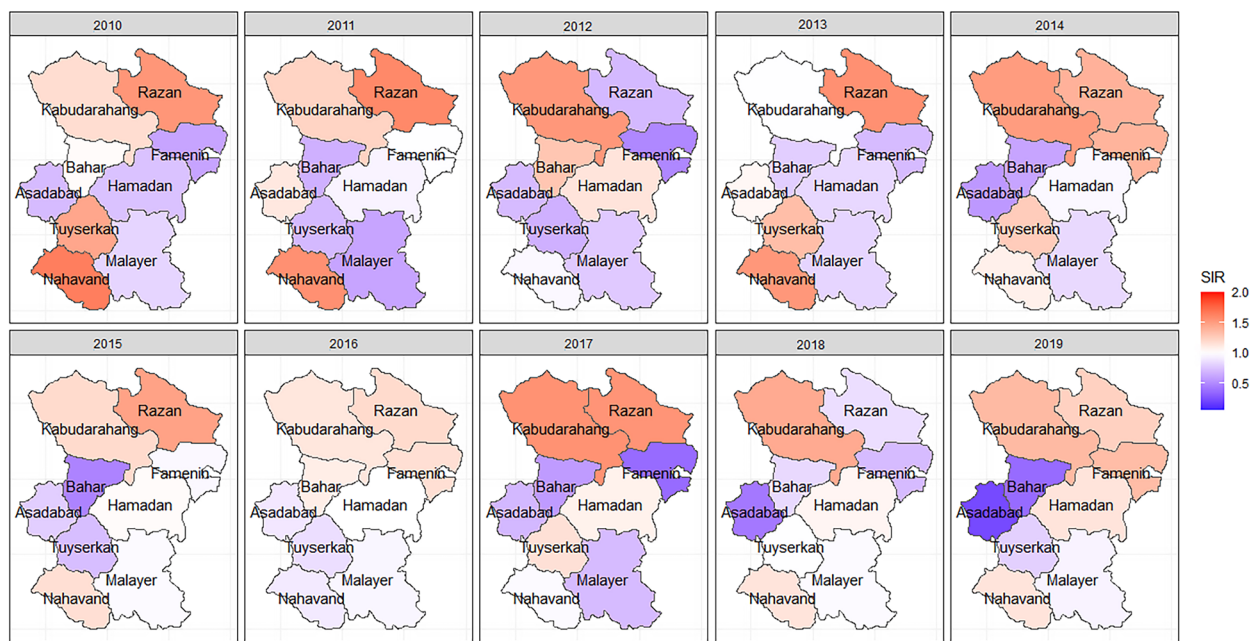 2010
2011
2012
2013
2014
Kabudarahang
Razan
Bahar
Famenin
Asadabad
Hamadan
Tuyserkan
Malayer
Nahavand
Kabudarahang
Razan
Bahar
Famenin
Asadabad
Hamadan
Tuyserkan
Malayer
Nahavand
Kabudarahang
Razan
Bahar
Famenin
Asadabad
Hamadan
Tuyserkan
Malayer
Nahavand
Kabudarahang
Razan
Bahar
Famenin
Asadabad
Hamadan
Tuyserkan
Malayer
Nahavand
Kabudarahang
Razan
Bahar
Famenin
Asadabad
Hamadan
Tuyserkan
Malayer
Nahavand
SIR
2.0
1.5
1.0
0.5
2015
2016
2017
2018
2019
Razan
Kabudarahang
Famenin
Bahar
Hamadan
Asadabad
Tuyserkan
Malayer
Nahavand
Razan
Kabudarahang
Famenin
Bahar
Hamadan
Asadabad
Tuyserkan
Malayer
Nahavand
Razan
Kabudarahang
Famenin
Bahar
Hamadan
Asadabad
Tuyserkan
Malayer
Nahavand
Razan
Kabudarahang
Famenin
Bahar
Hamadan
Asadabad
Tuyserkan
Malayer
Nahavand
Razan
Kabudarahang
Famenin
Bahar
Hamadan
Asadabad
Tuyserkan
Malayer
Nahavand